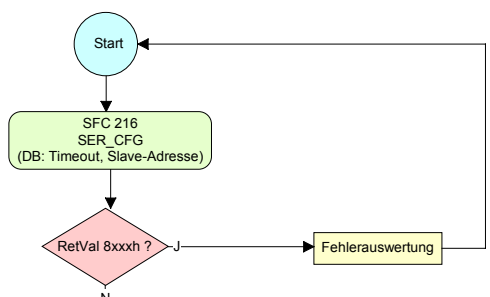 Start
SFC 216
SER_CFG
(DB: Timeout, Slave-Adresse)
RetVal 8xxxh ?
J
Fehlerauswertung
N